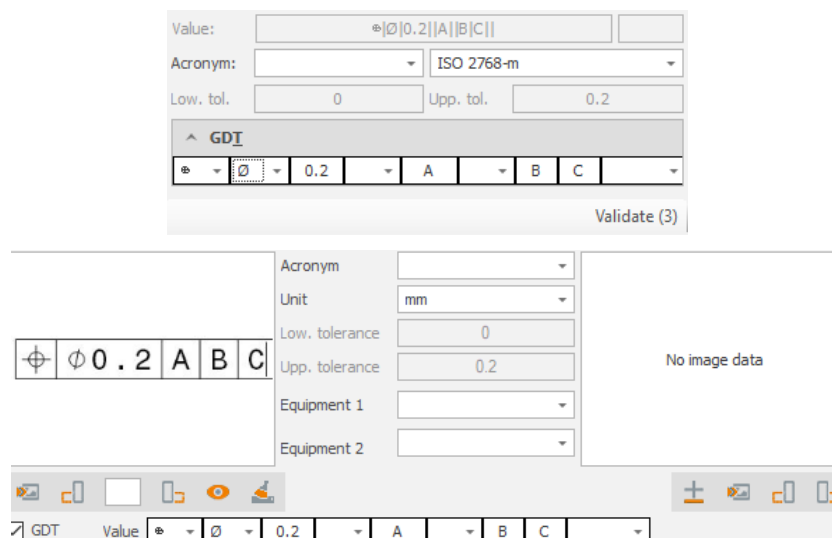 Value: ⌖|Ø|0.2||A||B|C||
Acronym: ISO 2768-m
Low. tol. 0 Upp. tol. 0.2
GDT
⌖ Ø 0.2 A B C
Validate (3)
Acronym
Unit mm
Low. tolerance 0
⌖ ⌀0.2 A B C
Upp. tolerance 0.2
No image data
Equipment 1
Equipment 2
GDT Value ⌖ Ø 0.2 A B C